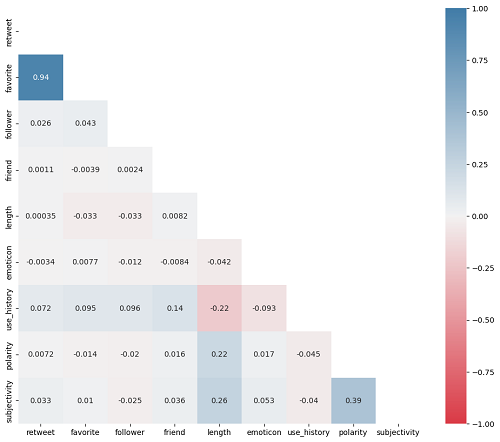 retweet
favorite 0.94
follower 0.026 0.043
friend 0.0011 -0.0039 0.0024
length 0.00035 -0.033 -0.033 0.0082
emoticon -0.0034 0.0077 -0.012 -0.0084 -0.042
use_history 0.072 0.095 0.096 0.14 -0.22 -0.093
polarity 0.0072 -0.014 -0.02 0.016 0.22 0.017 -0.045
subjectivity 0.033 0.01 -0.025 0.036 0.26 0.053 -0.04 0.39
retweet favorite follower friend length emoticon use_history polarity subjectivity
1.00
0.75
0.50
0.25
0.00
−0.25
−0.50
−0.75
−1.00